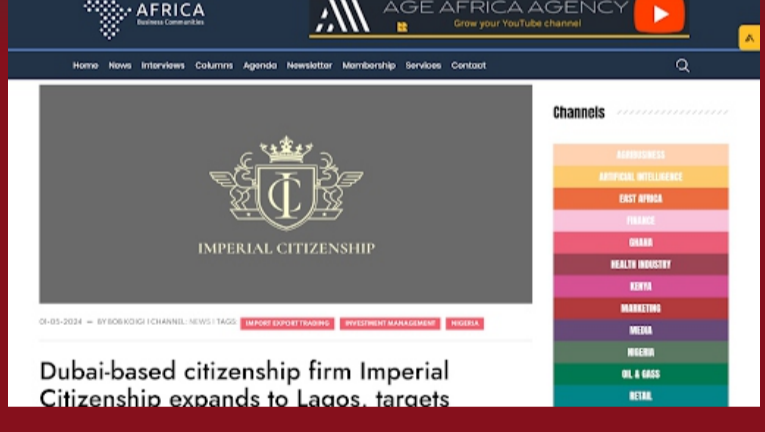 AFRICA
Business Communities
AGE AFRICA AGENCY
Grow your YouTube channel
Home News Interviews Columns Agenda Newsletter Membership Services Contact
Channels
AGRIBUSINESS
ARTIFICIAL INTELLIGENCE
EAST AFRICA
FINANCE
GHANA
HEALTH INDUSTRY
KENYA
MARKETING
MEDIA
NIGERIA
OIL & GASS
RETAIL
IMPERIAL CITIZENSHIP
01-05-2024 — BY BOB KOIGI | CHANNEL: NEWS | TAGS: IMPORT EXPORT TRADING INVESTMENT MANAGEMENT NIGERIA
Dubai-based citizenship firm Imperial
Citizenship expands to Lagos, targets